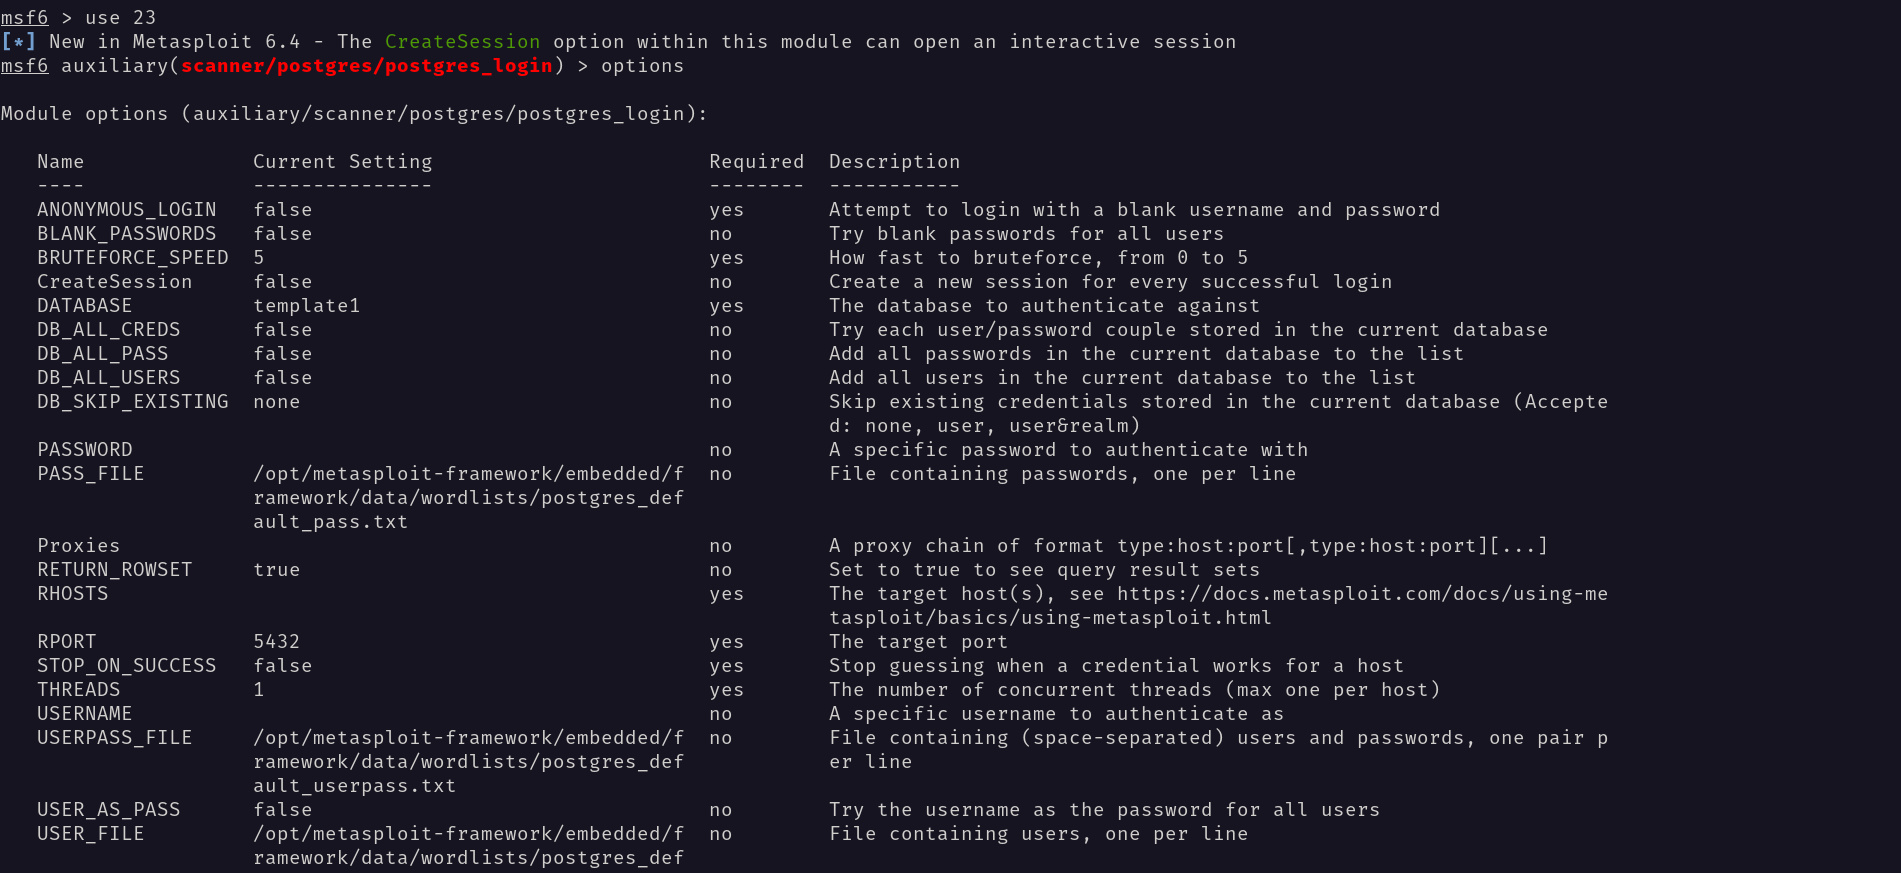 msf6 > use 23
[*] New in Metasploit 6.4 - The CreateSession option within this module can open an interactive session
msf6 auxiliary(scanner/postgres/postgres_login) > options

Module options (auxiliary/scanner/postgres/postgres_login):

   Name              Current Setting                       Required  Description
   ----              ---------------                       --------  -----------
   ANONYMOUS_LOGIN   false                                 yes       Attempt to login with a blank username and password
   BLANK_PASSWORDS   false                                 no        Try blank passwords for all users
   BRUTEFORCE_SPEED  5                                     yes       How fast to bruteforce, from 0 to 5
   CreateSession     false                                 no        Create a new session for every successful login
   DATABASE          template1                             yes       The database to authenticate against
   DB_ALL_CREDS      false                                 no        Try each user/password couple stored in the current database
   DB_ALL_PASS       false                                 no        Add all passwords in the current database to the list
   DB_ALL_USERS      false                                 no        Add all users in the current database to the list
   DB_SKIP_EXISTING  none                                  no        Skip existing credentials stored in the current database (Accepte
                                                                     d: none, user, user&realm)
   PASSWORD                                                no        A specific password to authenticate with
   PASS_FILE         /opt/metasploit-framework/embedded/f  no        File containing passwords, one per line
                     ramework/data/wordlists/postgres_def
                     ault_pass.txt
   Proxies                                                 no        A proxy chain of format type:host:port[,type:host:port][...]
   RETURN_ROWSET     true                                  no        Set to true to see query result sets
   RHOSTS                                                  yes       The target host(s), see https://docs.metasploit.com/docs/using-me
                                                                     tasploit/basics/using-metasploit.html
   RPORT             5432                                  yes       The target port
   STOP_ON_SUCCESS   false                                 yes       Stop guessing when a credential works for a host
   THREADS           1                                     yes       The number of concurrent threads (max one per host)
   USERNAME                                                no        A specific username to authenticate as
   USERPASS_FILE     /opt/metasploit-framework/embedded/f  no        File containing (space-separated) users and passwords, one pair p
                     ramework/data/wordlists/postgres_def            er line
                     ault_userpass.txt
   USER_AS_PASS      false                                 no        Try the username as the password for all users
   USER_FILE         /opt/metasploit-framework/embedded/f  no        File containing users, one per line
                     ramework/data/wordlists/postgres_def